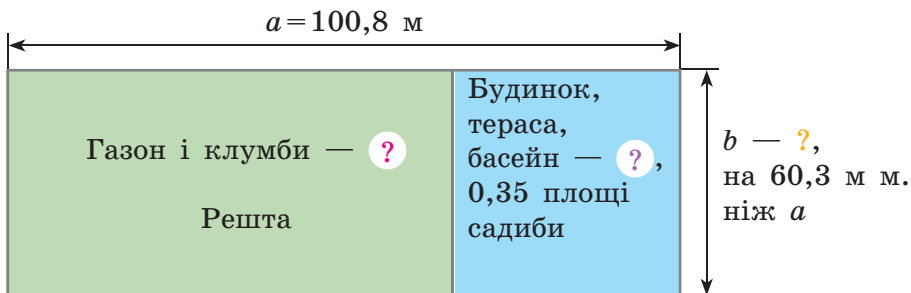 a=100,8 м
Газон і клумби — ?
Решта
Будинок,
тераса,
басейн — ?,
0,35 площі
садиби
b — ?,
на 60,3 м м.
ніж a